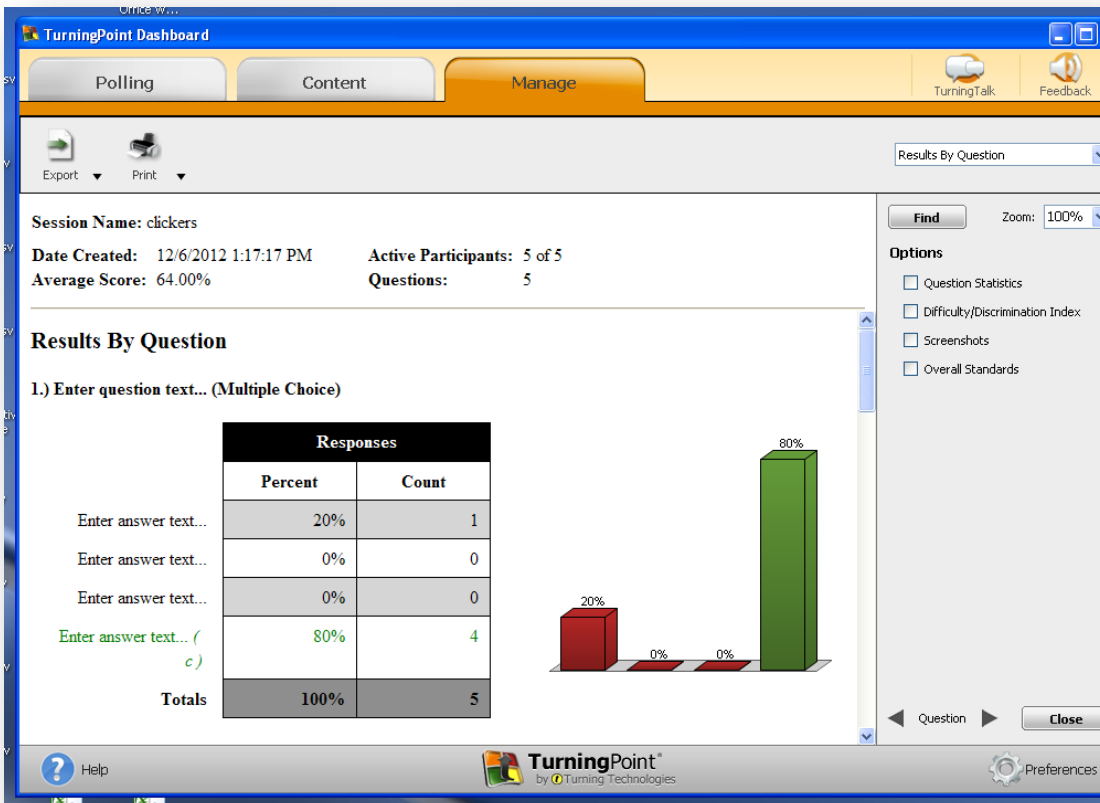 Office W...
TurningPoint Dashboard
Polling Content Manage TurningTalk Feedback
Export Print Results By Question
Session Name: clickers
Date Created: 12/6/2012 1:17:17 PM Active Participants: 5 of 5
Average Score: 64.00% Questions: 5
Find Zoom: 100%
Options
Question Statistics
Difficulty/Discrimination Index
Screenshots
Overall Standards
Results By Question
1.) Enter question text... (Multiple Choice)
Responses
Percent Count
Enter answer text... 20% 1
Enter answer text... 0% 0
Enter answer text... 0% 0
Enter answer text... ( 80% 4
c )
Totals 100% 5
80%
20%
0% 0%
Question Close
? Help
TurningPoint®
by Turning Technologies
Preferences